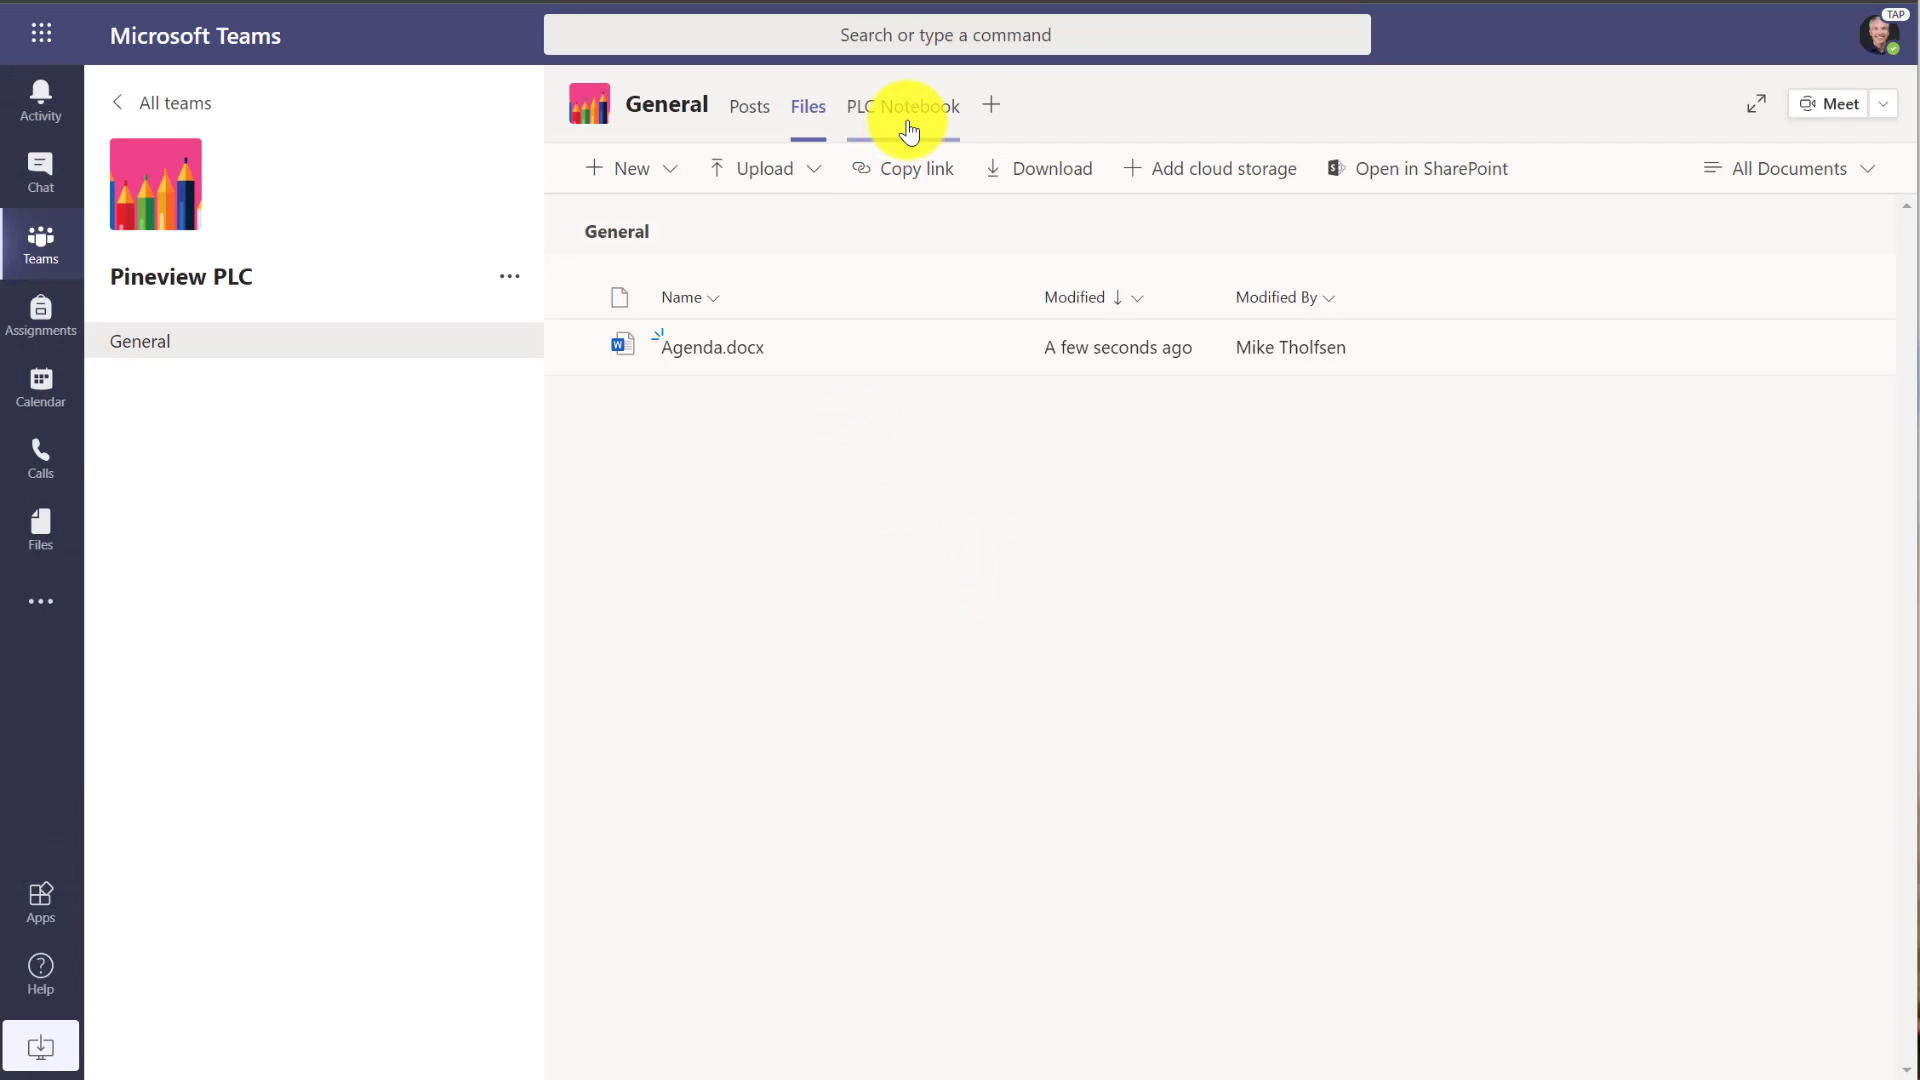 Microsoft Teams
Search or type a command
TAP
Activity
Chat
Teams
Assignments
Calendar
Calls
Files
Apps
Help
All teams
Pineview PLC
General
General
Posts
Files
PLC Notebook
Meet
New
Upload
Copy link
Download
Add cloud storage
Open in SharePoint
All Documents
General
Name
Modified
Modified By
Agenda.docx
A few seconds ago
Mike Tholfsen